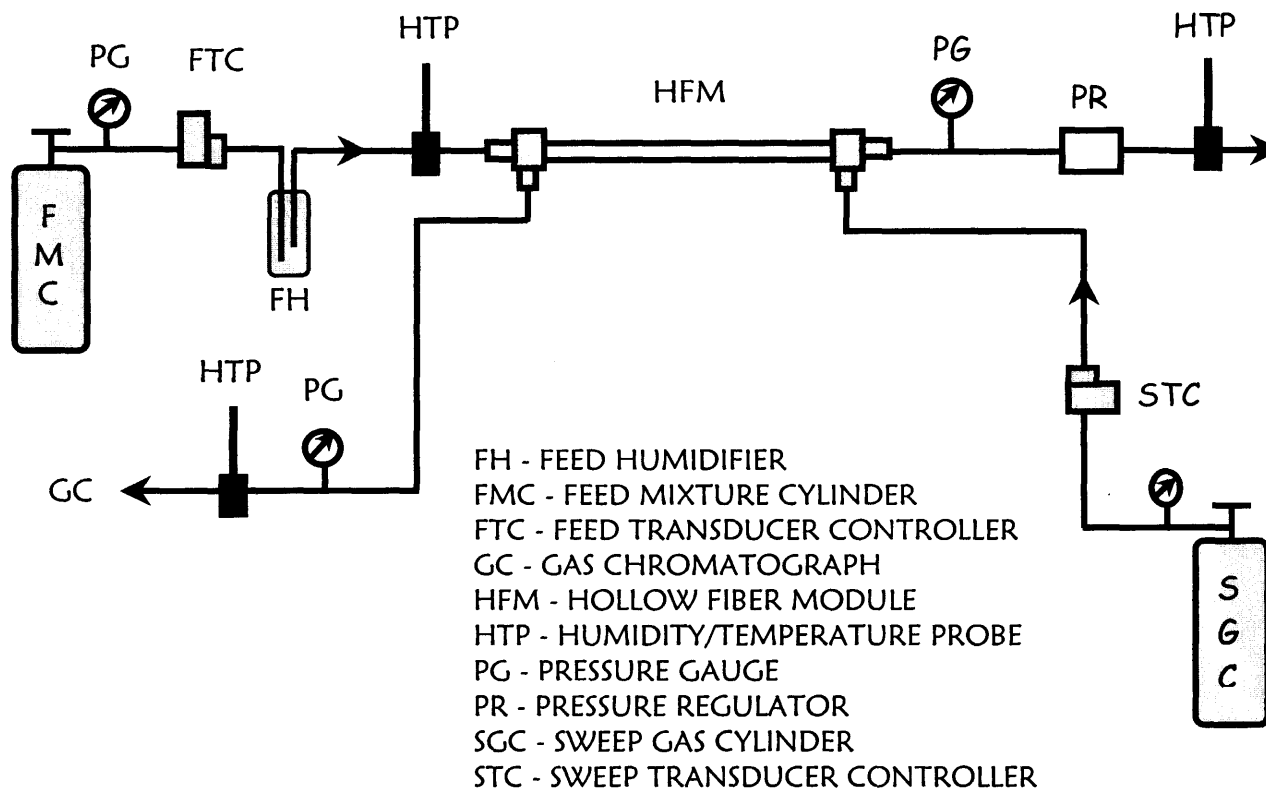 HTP
HTP
PG
FTC
PG
HFM
PR
F
M
C
FH
HTP
PG
STC
GC
S
G
C
FH - FEED HUMIDIFIER
FMC - FEED MIXTURE CYLINDER
FTC - FEED TRANSDUCER CONTROLLER
GC - GAS CHROMATOGRAPH
HFM - HOLLOW FIBER MODULE
HTP - HUMIDITY/TEMPERATURE PROBE
PG - PRESSURE GAUGE
PR - PRESSURE REGULATOR
SGC - SWEEP GAS CYLINDER
STC - SWEEP TRANSDUCER CONTROLLER